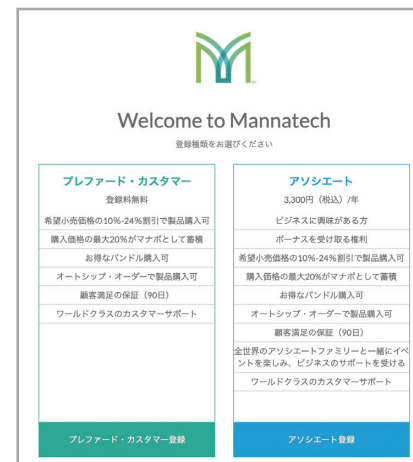 Welcome to Mannatech
登録種類をお選びください
プレファード・カスタマー
登録料無料
希望小売価格の10%-24%割引で製品購入可
購入価格の最大20%がマナポとして蓄積
お得なバンドル購入可
オートシップ・オーダーで製品購入可
顧客満足の保証（90日）
ワールドクラスのカスタマーサポート
プレファード・カスタマー登録
アソシエート
3,300円（税込）/年
ビジネスに興味がある方
ボーナスを受け取る権利
希望小売価格の10%-24%割引で製品購入可
購入価格の最大20%がマナポとして蓄積
お得なバンドル購入可
オートシップ・オーダーで製品購入可
顧客満足の保証（90日）
全世界のアソシエートファミリーと一緒にイベ
ントを楽しみ、ビジネスのサポートを受ける
ワールドクラスのカスタマーサポート
アソシエート登録